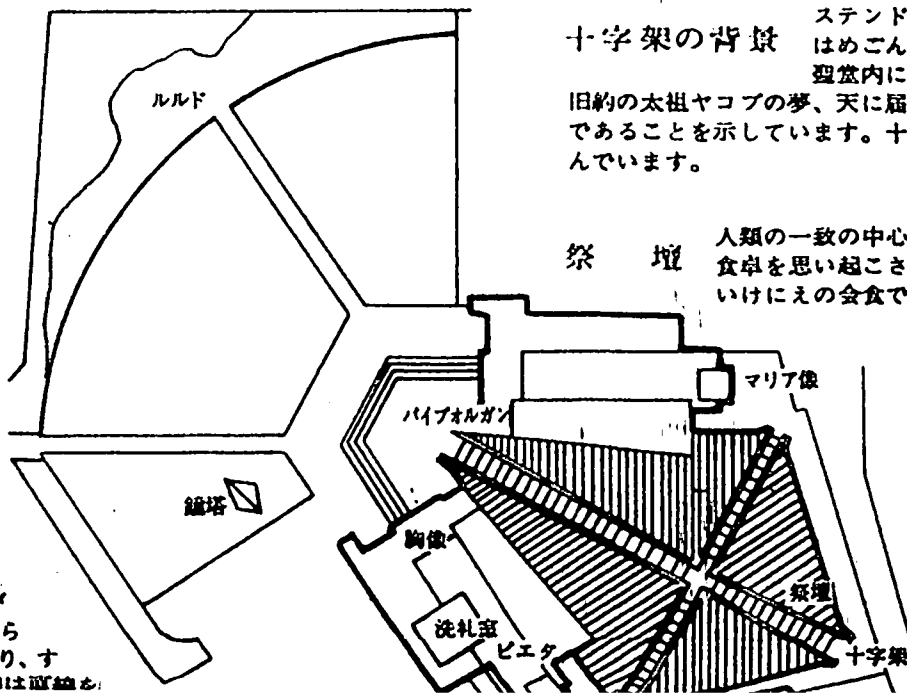 ステンド
十字架の背景
はめごん
聖堂内に
旧約の太祖ヤコブの夢、天に届
であることを示しています。十
んでいます。
祭 壇
人類の一致の中心
食卓を思い起こさ
いけにえの会食で
ルルド
マリア像
パイプオルガン
鐘塔
胸像
祭壇
洗礼室
ピエタ
十字架
ら
り、す
は直線を